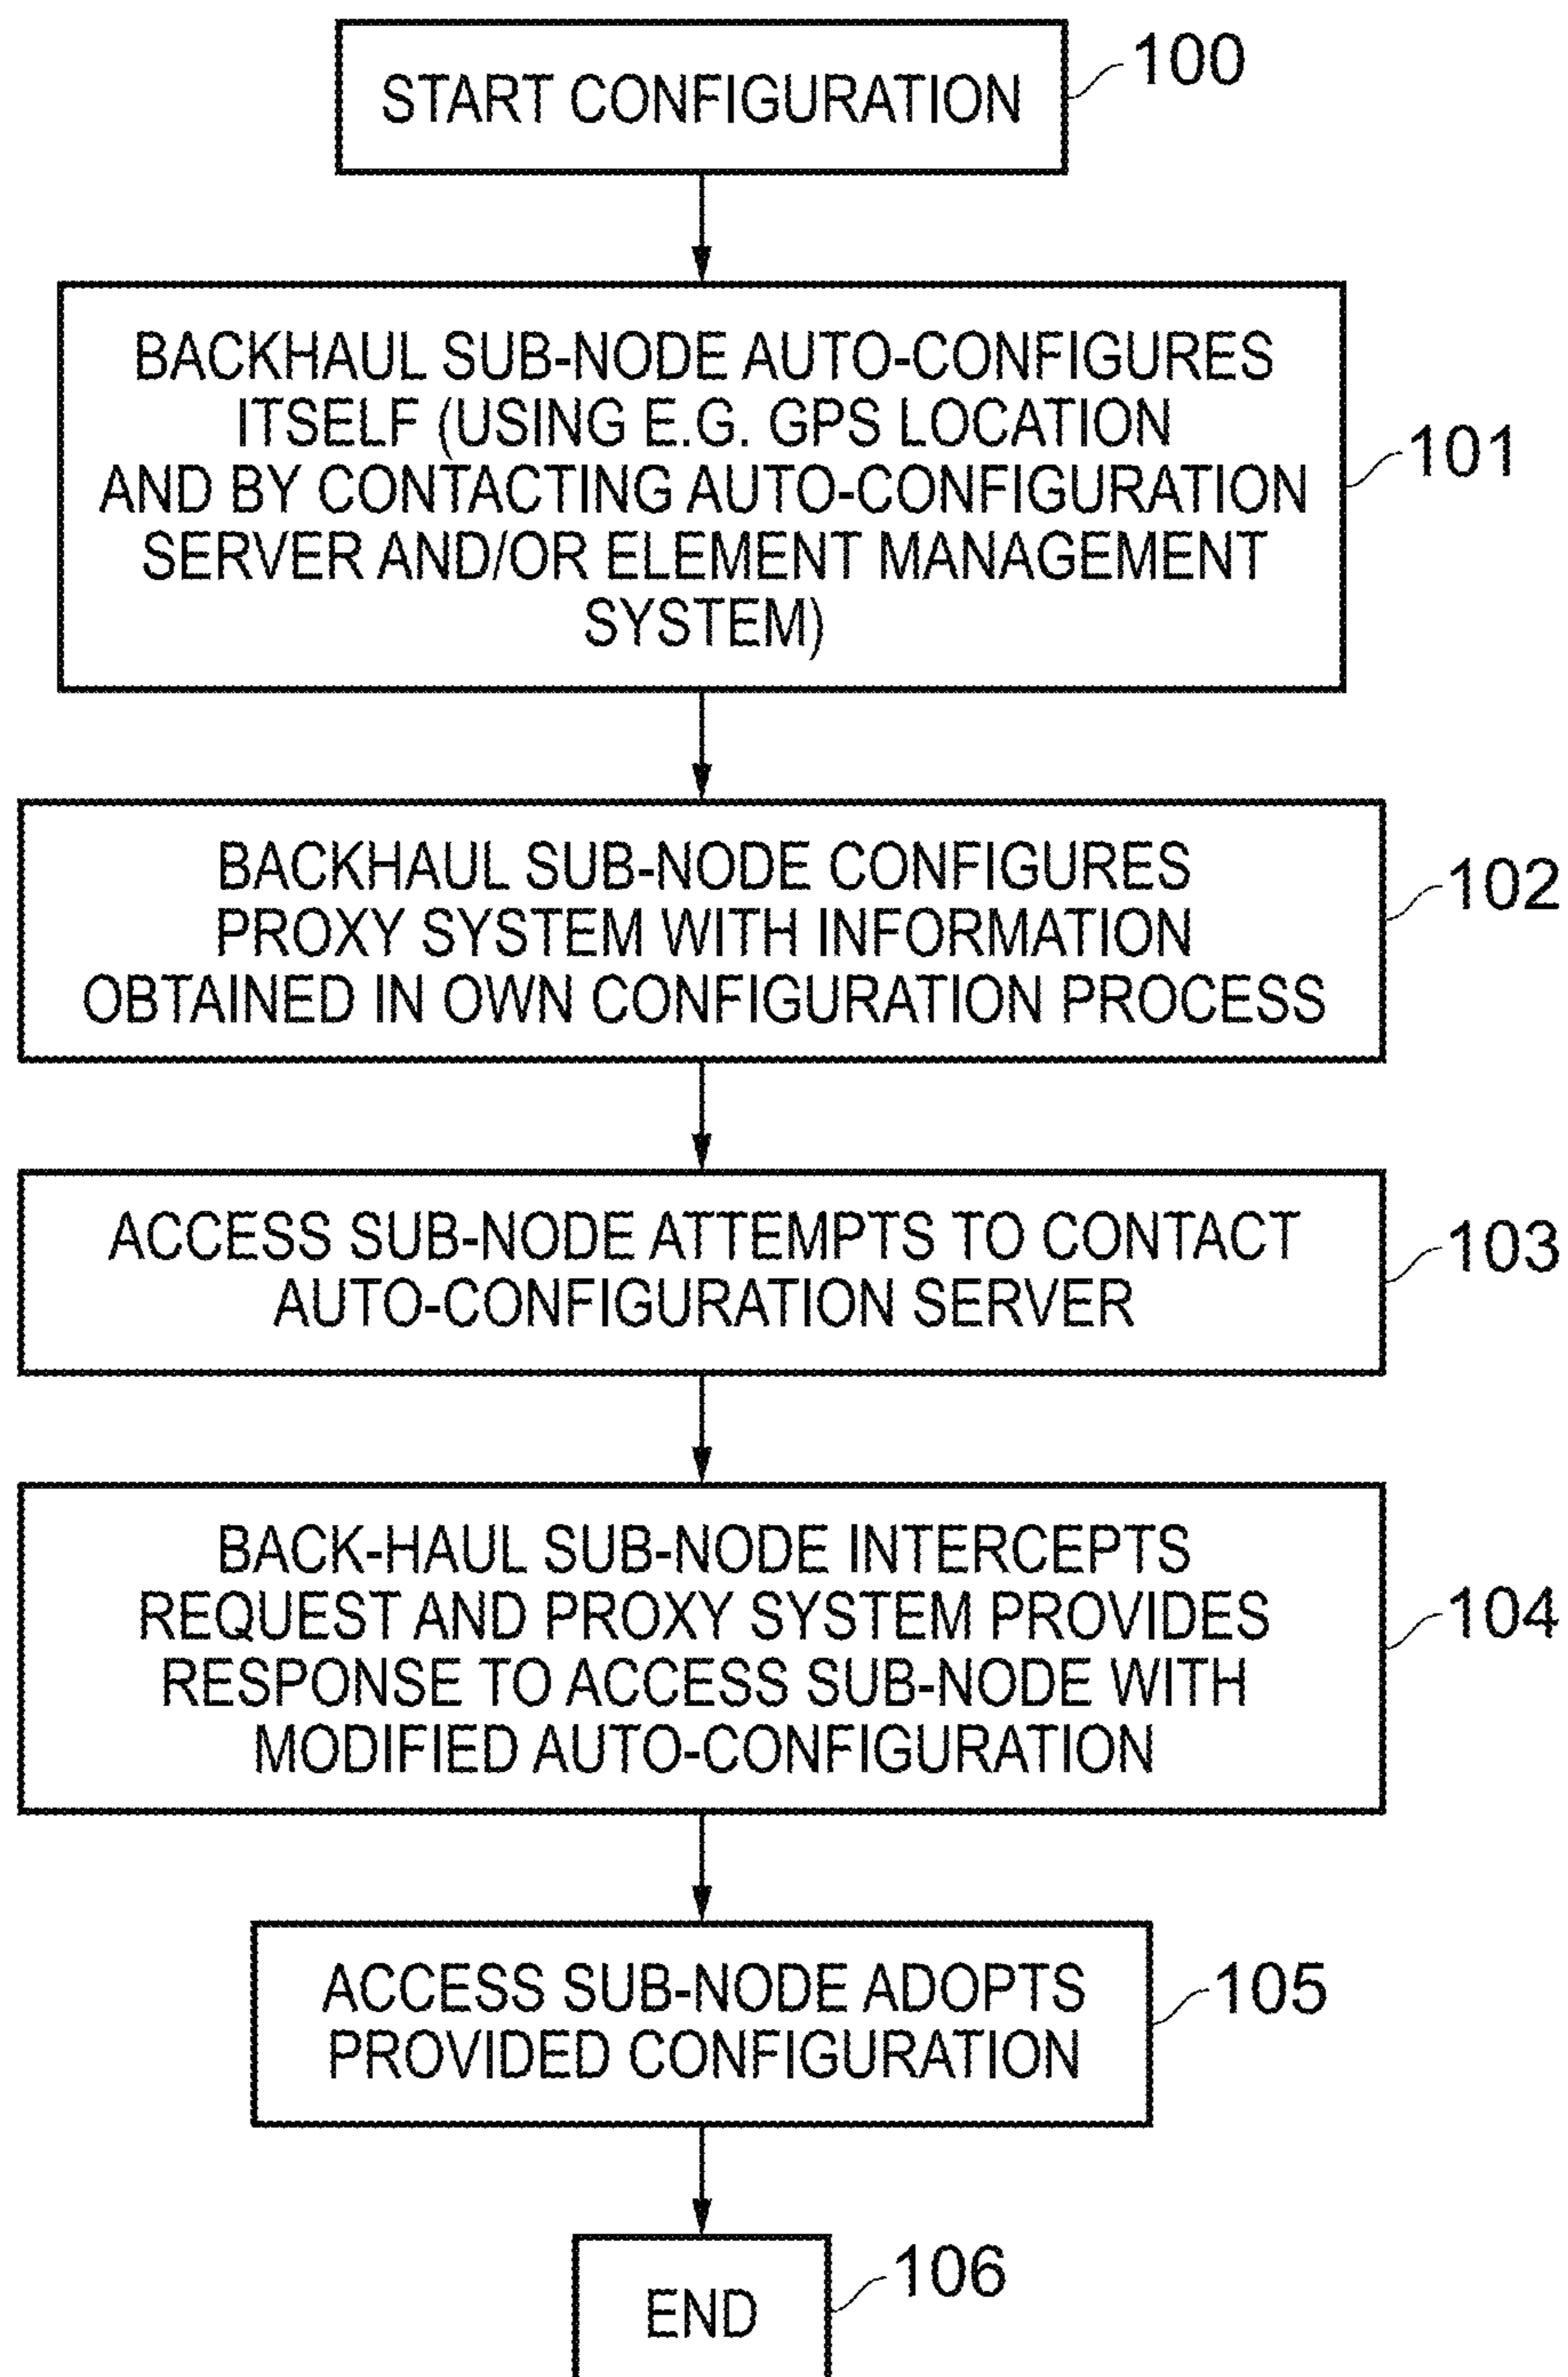 START CONFIGURATION
100
BACKHAUL SUB-NODE AUTO-CONFIGURES
ITSELF (USING E.G. GPS LOCATION
AND BY CONTACTING AUTO-CONFIGURATION
SERVER AND/OR ELEMENT MANAGEMENT
SYSTEM)
101
BACKHAUL SUB-NODE CONFIGURES
PROXY SYSTEM WITH INFORMATION
OBTAINED IN OWN CONFIGURATION PROCESS
102
ACCESS SUB-NODE ATTEMPTS TO CONTACT
AUTO-CONFIGURATION SERVER
103
BACK-HAUL SUB-NODE INTERCEPTS
REQUEST AND PROXY SYSTEM PROVIDES
RESPONSE TO ACCESS SUB-NODE WITH
MODIFIED AUTO-CONFIGURATION
104
ACCESS SUB-NODE ADOPTS
PROVIDED CONFIGURATION
105
END
106